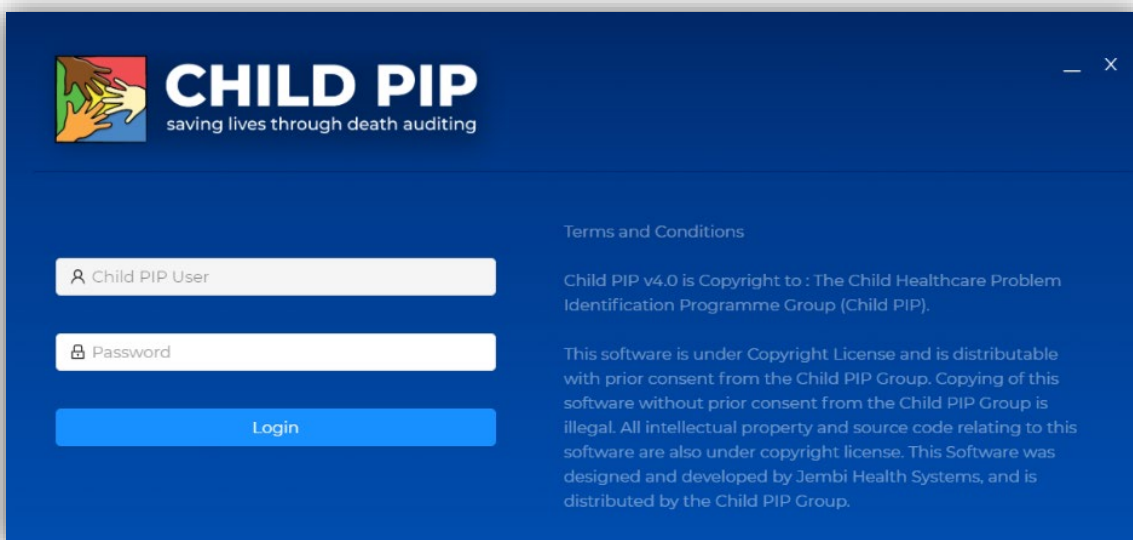 CHILD PIP
saving lives through death auditing
_ X
Child PIP User
Password
Login
Terms and Conditions
Child PIP v4.0 is Copyright to : The Child Healthcare Problem
Identification Programme Group (Child PIP).
This software is under Copyright License and is distributable
with prior consent from the Child PIP Group. Copying of this
software without prior consent from the Child PIP Group is
illegal. All intellectual property and source code relating to this
software are also under copyright license. This Software was
designed and developed by Jembi Health Systems, and is
distributed by the Child PIP Group.